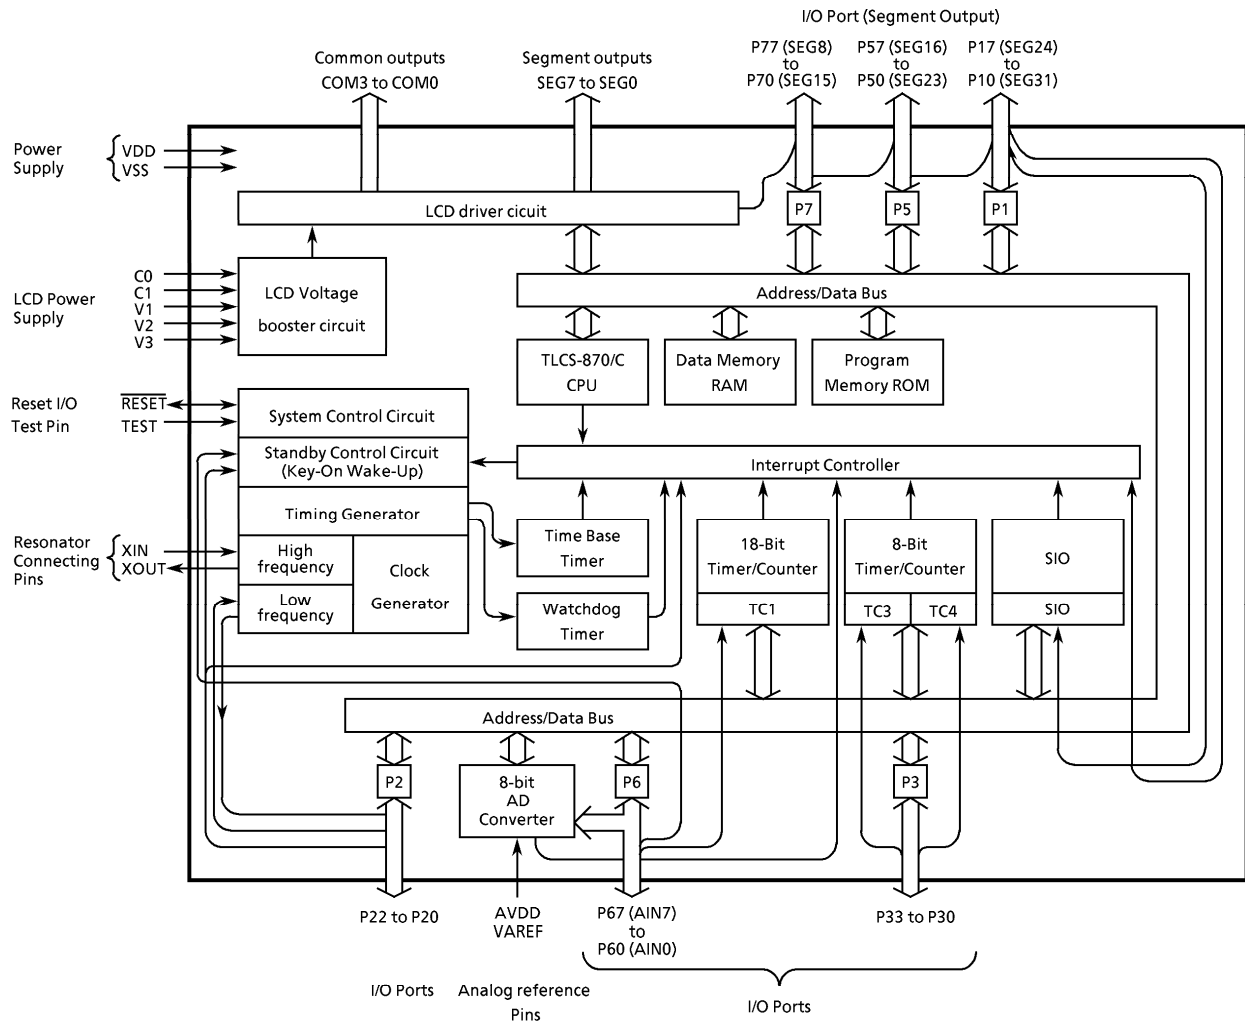 I/O Port (Segment Output)
Common outputs
COM3 to COM0
Segment outputs
SEG7 to SEG0
P77 (SEG8)
to
P70 (SEG15)
P57 (SEG16)
to
P50 (SEG23)
P17 (SEG24)
to
P10 (SEG31)
Power
Supply
VDD
VSS
LCD driver cicuit
P7
P5
P1
LCD Power
Supply
C0
C1
V1
V2
V3
LCD Voltage
booster circuit
Address/Data Bus
TLCS-870/C
CPU
Data Memory
RAM
Program
Memory ROM
Reset I/O
Test Pin
RESET
TEST
System Control Circuit
Standby Control Circuit
(Key-On Wake-Up)
Interrupt Controller
Timing Generator
Resonator
Connecting
Pins
XIN
XOUT
High
frequency
Low
frequency
Clock
Generator
Time Base
Timer
Watchdog
Timer
18-Bit
Timer/Counter
TC1
8-Bit
Timer/Counter
TC3
TC4
SIO
SIO
Address/Data Bus
P2
8-bit
AD
Converter
P6
P3
P22 to P20
AVDD
VAREF
P67 (AIN7)
to
P60 (AIN0)
P33 to P30
I/O Ports
Analog reference
Pins
I/O Ports